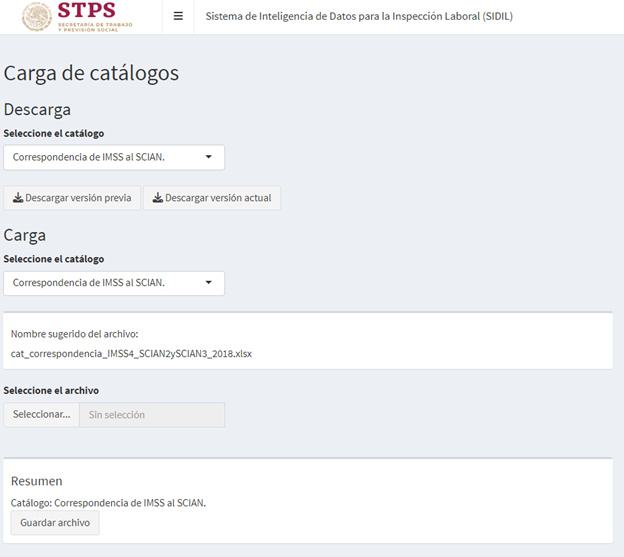 STPS
SECRETARÍA DE TRABAJO
Y PREVISIÓN SOCIAL
Sistema de Inteligencia de Datos para la Inspección Laboral (SIDIL)
Carga de catálogos
Descarga
Seleccione el catálogo
Correspondencia de IMSS al SCIAN.
Descargar versión previa
Descargar versión actual
Carga
Seleccione el catálogo
Correspondencia de IMSS al SCIAN.
Nombre sugerido del archivo:
cat_correspondencia_IMSS4_SCIAN2ySCIAN3_2018.xlsx
Seleccione el archivo
Seleccionar... Sin selección
Resumen
Catálogo: Correspondencia de IMSS al SCIAN.
Guardar archivo